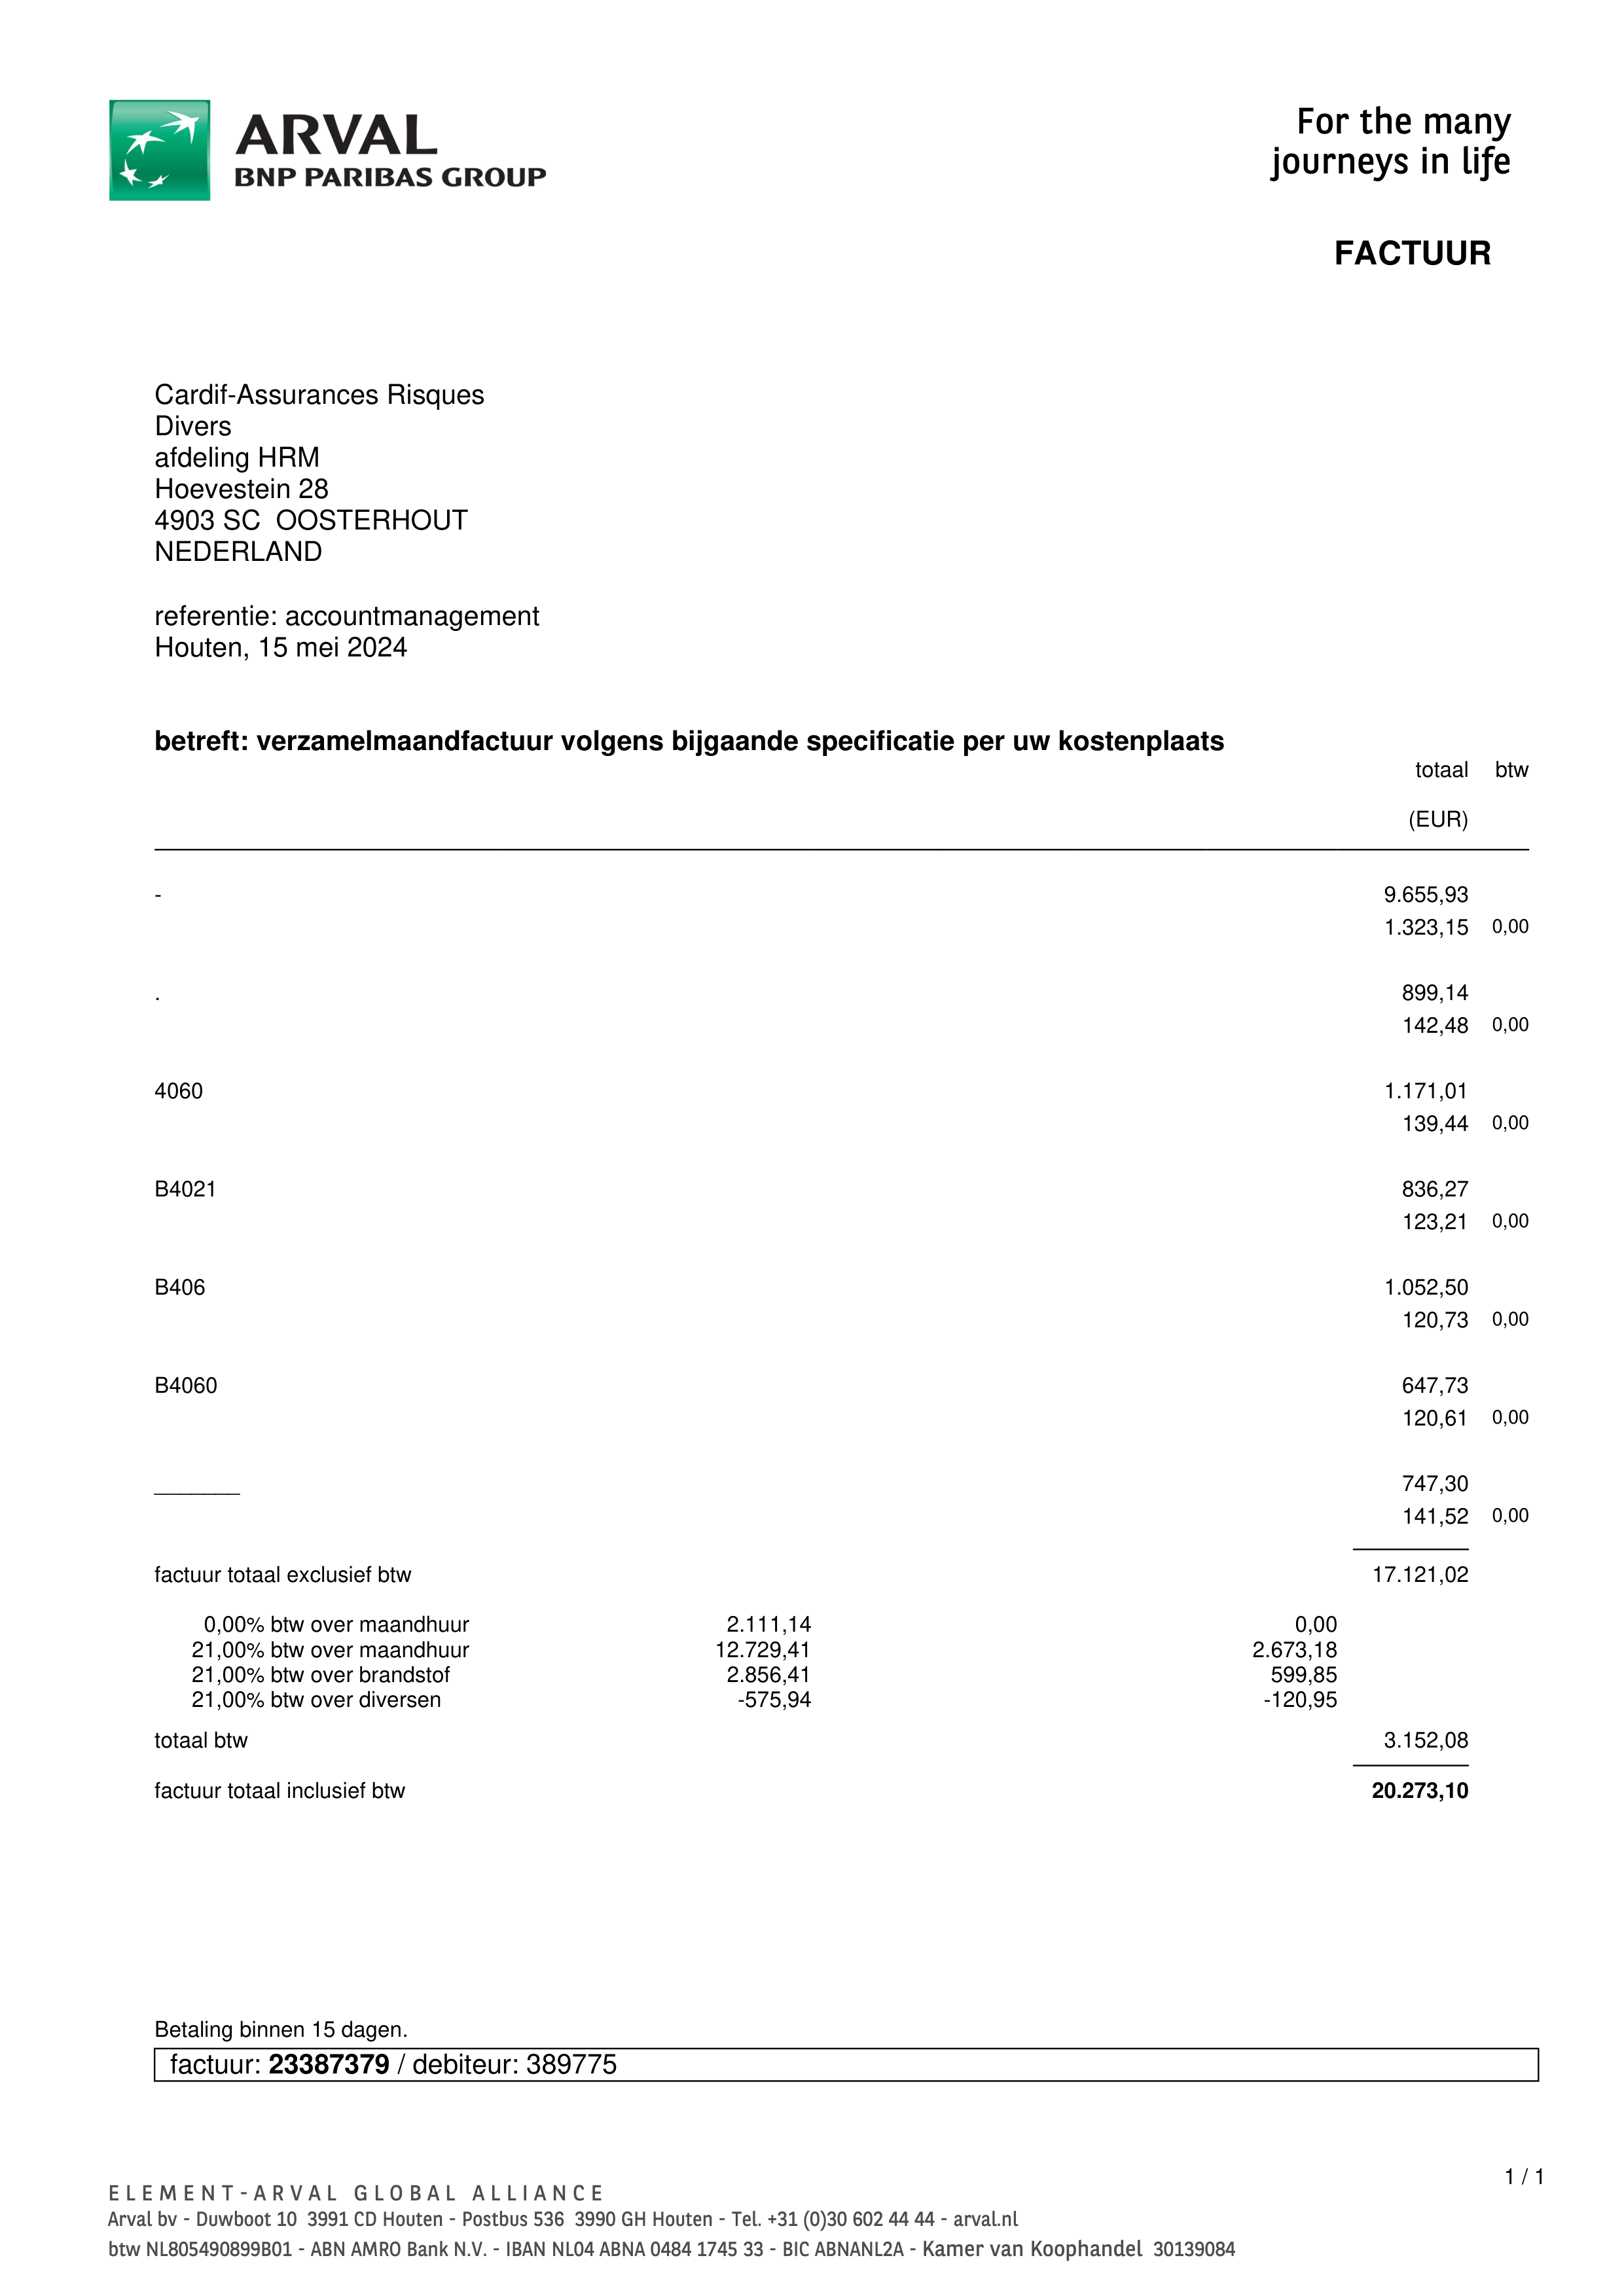 ARVAL
BNP PARIBAS GROUP
For the many
journeys in life
FACTUUR
Cardif-Assurances Risques
Divers
afdeling HRM
Hoevestein 28
4903 SC  OOSTERHOUT
NEDERLAND
referentie: accountmanagement
Houten, 15 mei 2024
betreft: verzamelmaandfactuur volgens bijgaande specificatie per uw kostenplaats
totaal btw
(EUR)
- 9.655,93
1.323,15 0,00
. 899,14
142,48 0,00
4060 1.171,01
139,44 0,00
B4021 836,27
123,21 0,00
B406 1.052,50
120,73 0,00
B4060 647,73
120,61 0,00
_______ 747,30
141,52 0,00
factuur totaal exclusief btw 17.121,02
0,00% btw over maandhuur 2.111,14 0,00
21,00% btw over maandhuur 12.729,41 2.673,18
21,00% btw over brandstof 2.856,41 599,85
21,00% btw over diversen -575,94 -120,95
totaal btw 3.152,08
factuur totaal inclusief btw 20.273,10
Betaling binnen 15 dagen.
factuur: 23387379 / debiteur: 389775
1 / 1
ELEMENT-ARVAL GLOBAL ALLIANCE
Arval bv - Duwboot 10  3991 CD Houten - Postbus 536  3990 GH Houten - Tel. +31 (0)30 602 44 44 - arval.nl
btw NL805490899B01 - ABN AMRO Bank N.V. - IBAN NL04 ABNA 0484 1745 33 - BIC ABNANL2A - Kamer van Koophandel  30139084